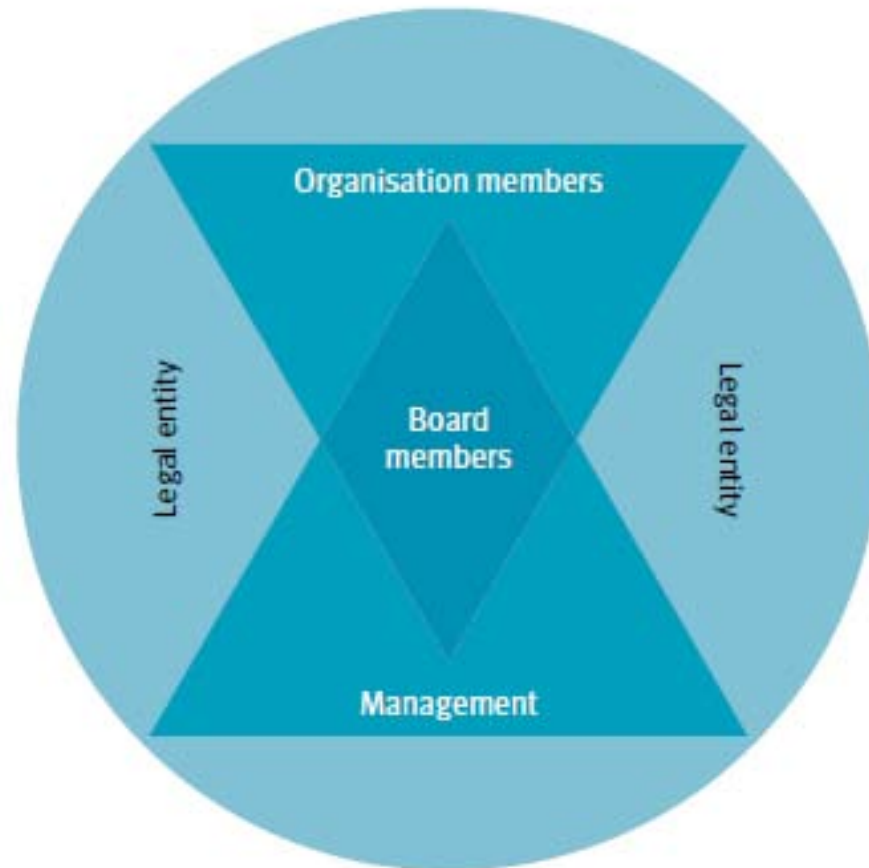 Organisation members
Legal entity
Board
members
Legal entity
Management